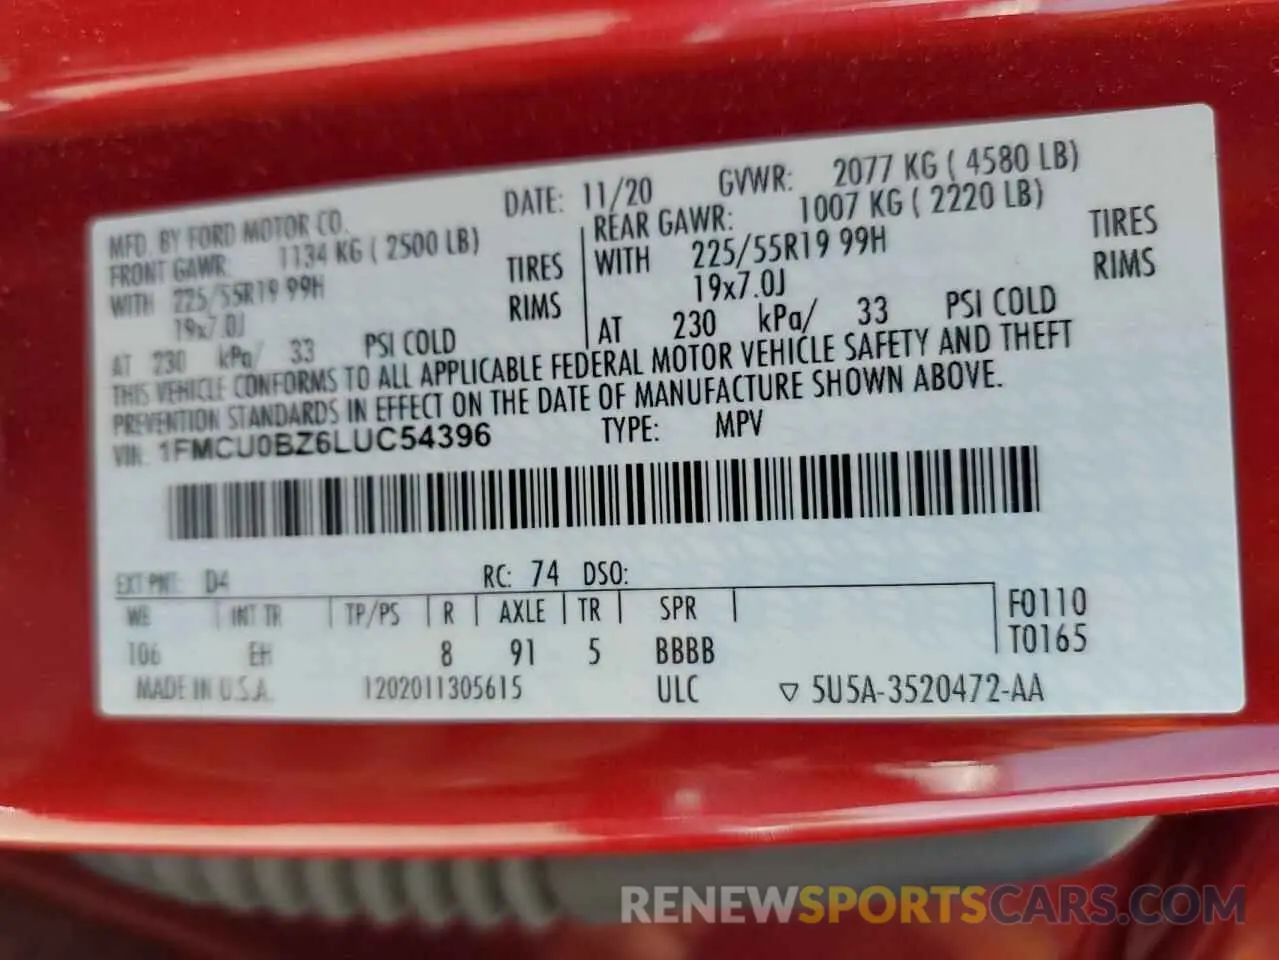 MFD. BY FORD MOTOR CO. DATE: 11/20 GVWR: 2077 KG ( 4580 LB)
FRONT GAWR: 1134 KG ( 2500 LB) REAR GAWR: 1007 KG ( 2220 LB)
WITH 225/55R19 99H TIRES WITH 225/55R19 99H TIRES
19x7.0J RIMS 19x7.0J RIMS
AT 230 kPa/ 33 PSI COLD AT 230 kPa/ 33 PSI COLD
THIS VEHICLE CONFORMS TO ALL APPLICABLE FEDERAL MOTOR VEHICLE SAFETY AND THEFT
PREVENTION STANDARDS IN EFFECT ON THE DATE OF MANUFACTURE SHOWN ABOVE.
VIN: 1FMCU0BZ6LUC54396 TYPE: MPV
EXT PNT: D4 RC: 74 DSO:
WB INT TR TP/PS R AXLE TR SPR F0110
106 EH 8 91 5 BBBB T0165
MADE IN U.S.A. 1202011305615 ULC ▽ 5U5A-3520472-AA
RENEWSPORTSCARS.COM